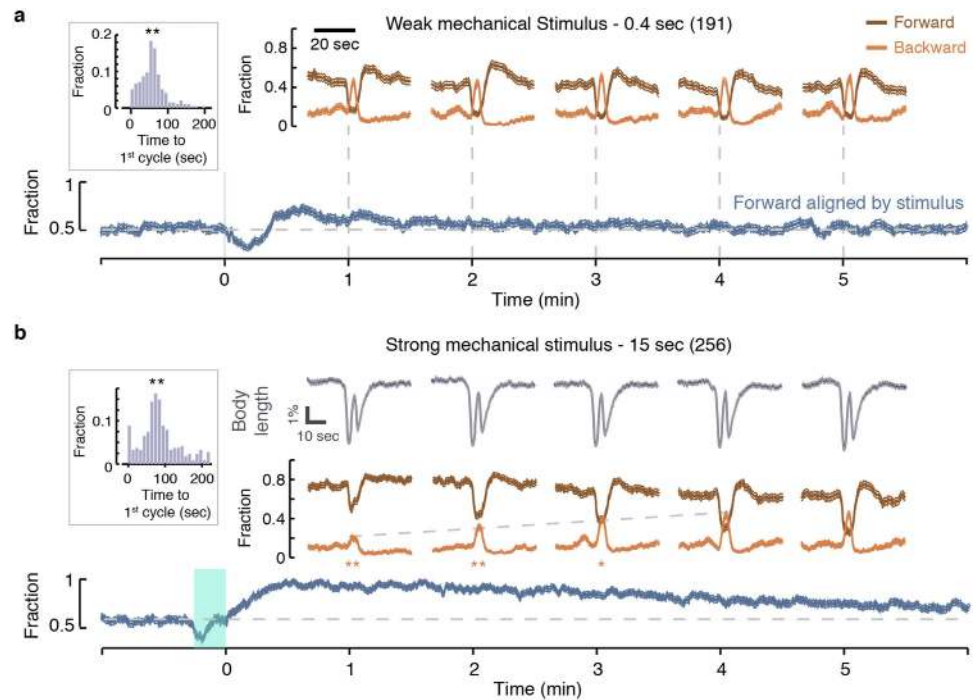 a
Weak mechanical Stimulus - 0.4 sec (191)
Forward
Backward
20 sec
**
0.2
0.1
0
Fraction
0 100 200
Time to
1st cycle (sec)
Fraction
0.8
0.4
0
Fraction
1
0.5
Forward aligned by stimulus
0 1 2 3 4 5
Time (min)
b
Strong mechanical stimulus - 15 sec (256)
**
0.1
0
Fraction
0 100 200
Time to
1st cycle (sec)
Body
length
1%
10 sec
Fraction
0.8
0.4
0
** ** *
Fraction
1
0.5
0 1 2 3 4 5
Time (min)